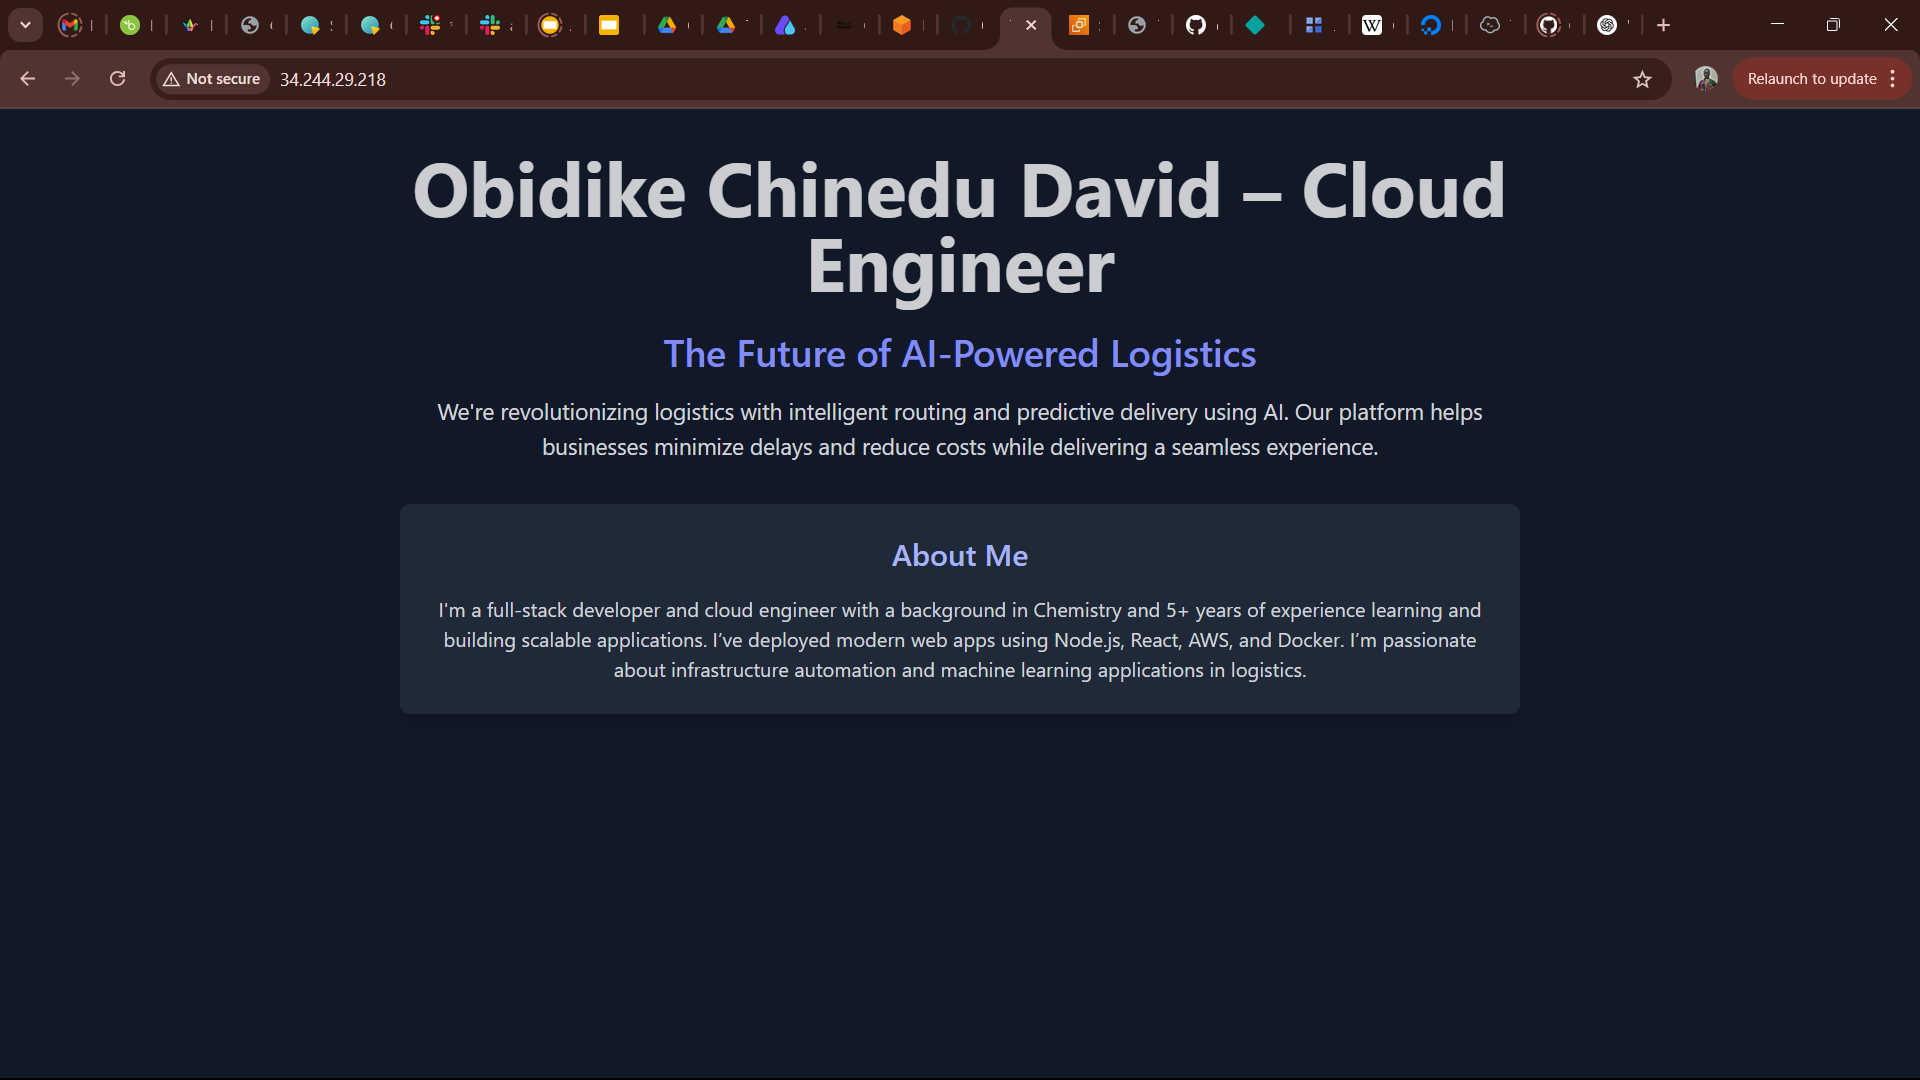 Not secure
34.244.29.218
Relaunch to update
Obidike Chinedu David – Cloud
Engineer
The Future of AI-Powered Logistics
We're revolutionizing logistics with intelligent routing and predictive delivery using AI. Our platform helps
businesses minimize delays and reduce costs while delivering a seamless experience.
About Me
I'm a full-stack developer and cloud engineer with a background in Chemistry and 5+ years of experience learning and
building scalable applications. I’ve deployed modern web apps using Node.js, React, AWS, and Docker. I’m passionate
about infrastructure automation and machine learning applications in logistics.